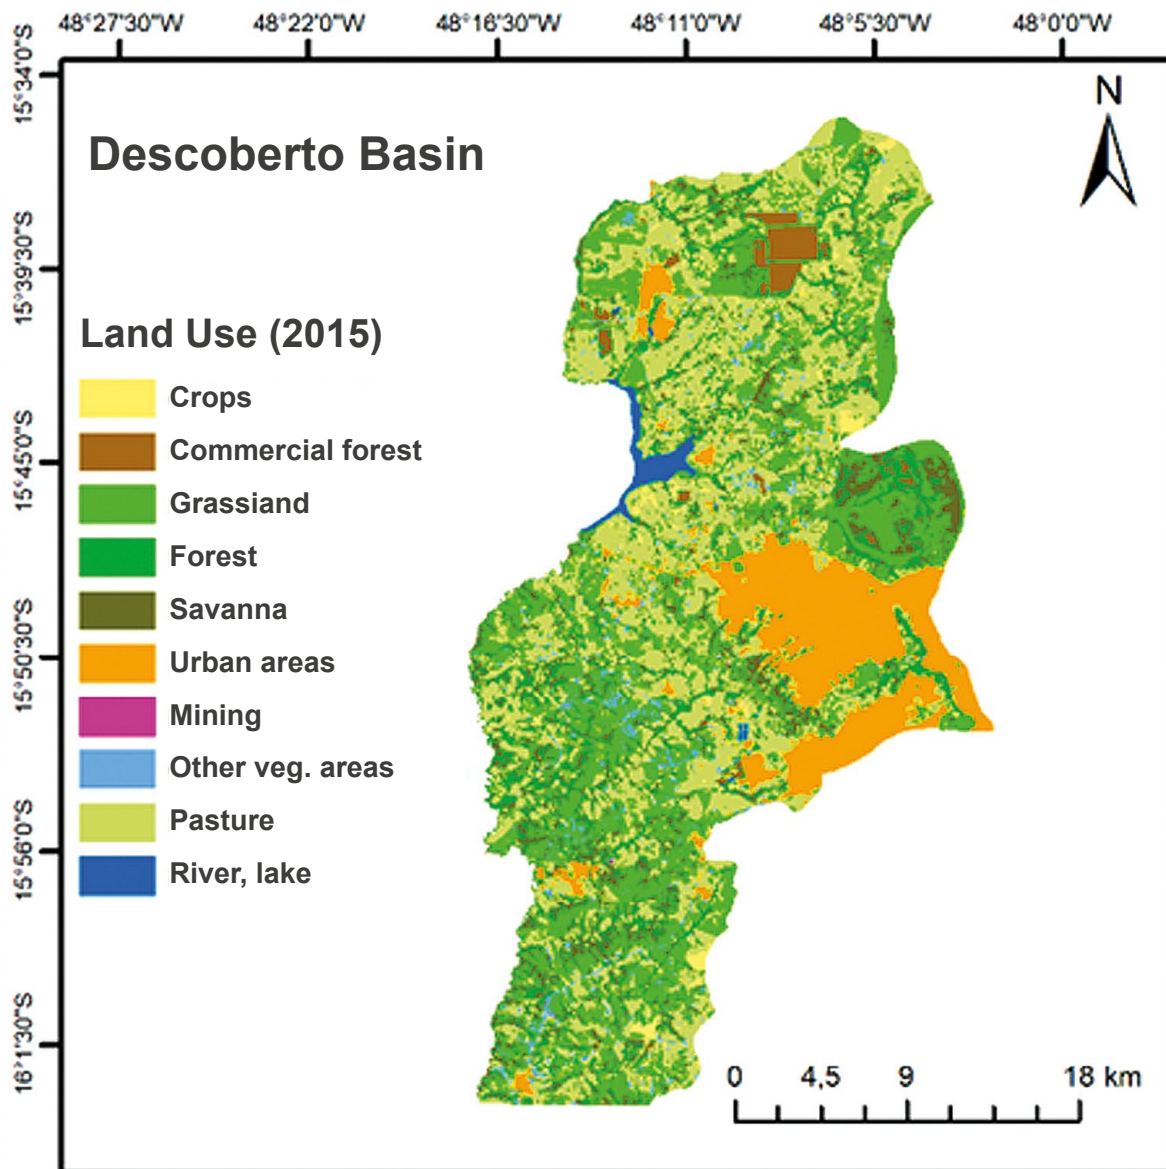 48°27'30"W 48°22'0"W 48°16'30"W 48°11'0"W 48°5'30"W 48°0'0"W
15°34'0"S
N
Descoberto Basin
15°39'30"S
Land Use (2015)
Crops
Commercial forest
15°45'0"S
Grassiand
Forest
Savanna
15°50'30"S
Urban areas
Mining
Other veg. areas
Pasture
15°56'0"S
River, lake
16°1'30"S
0 4,5 9 18 km